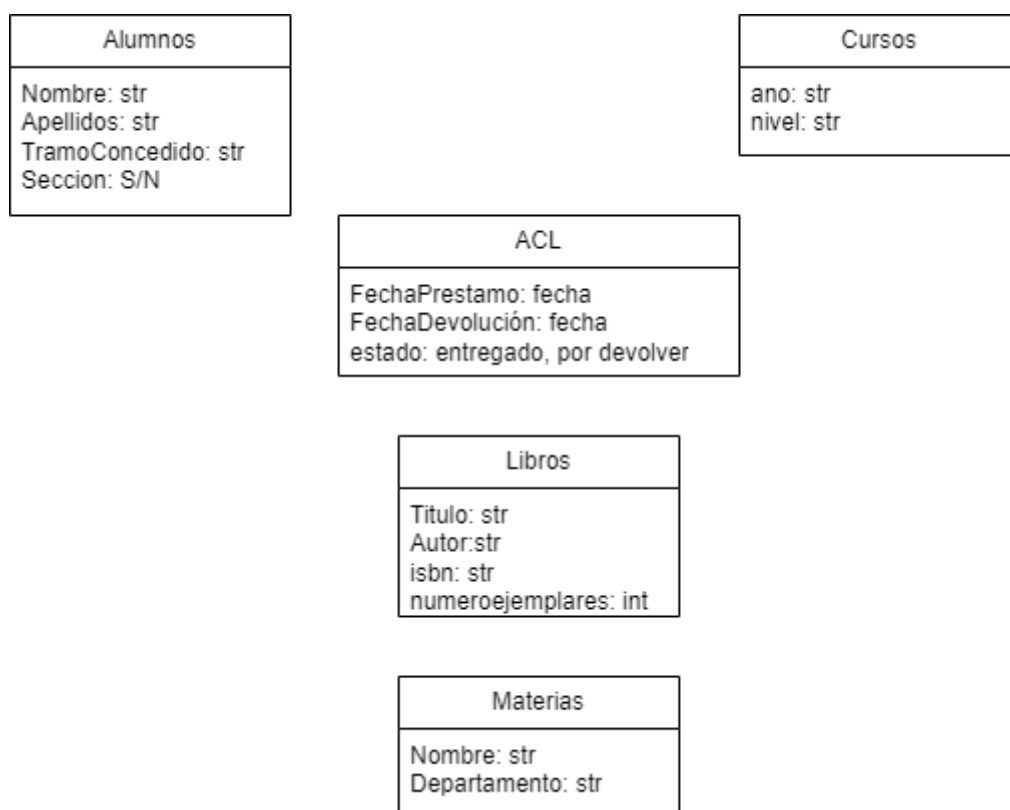 Alumnos
Nombre: str
Apellidos: str
TramoConcedido: str
Seccion: S/N
Cursos
ano: str
nivel: str
ACL
FechaPrestamo: fecha
FechaDevolución: fecha
estado: entregado, por devolver
Libros
Titulo: str
Autor:str
isbn: str
numeroejemplares: int
Materias
Nombre: str
Departamento: str